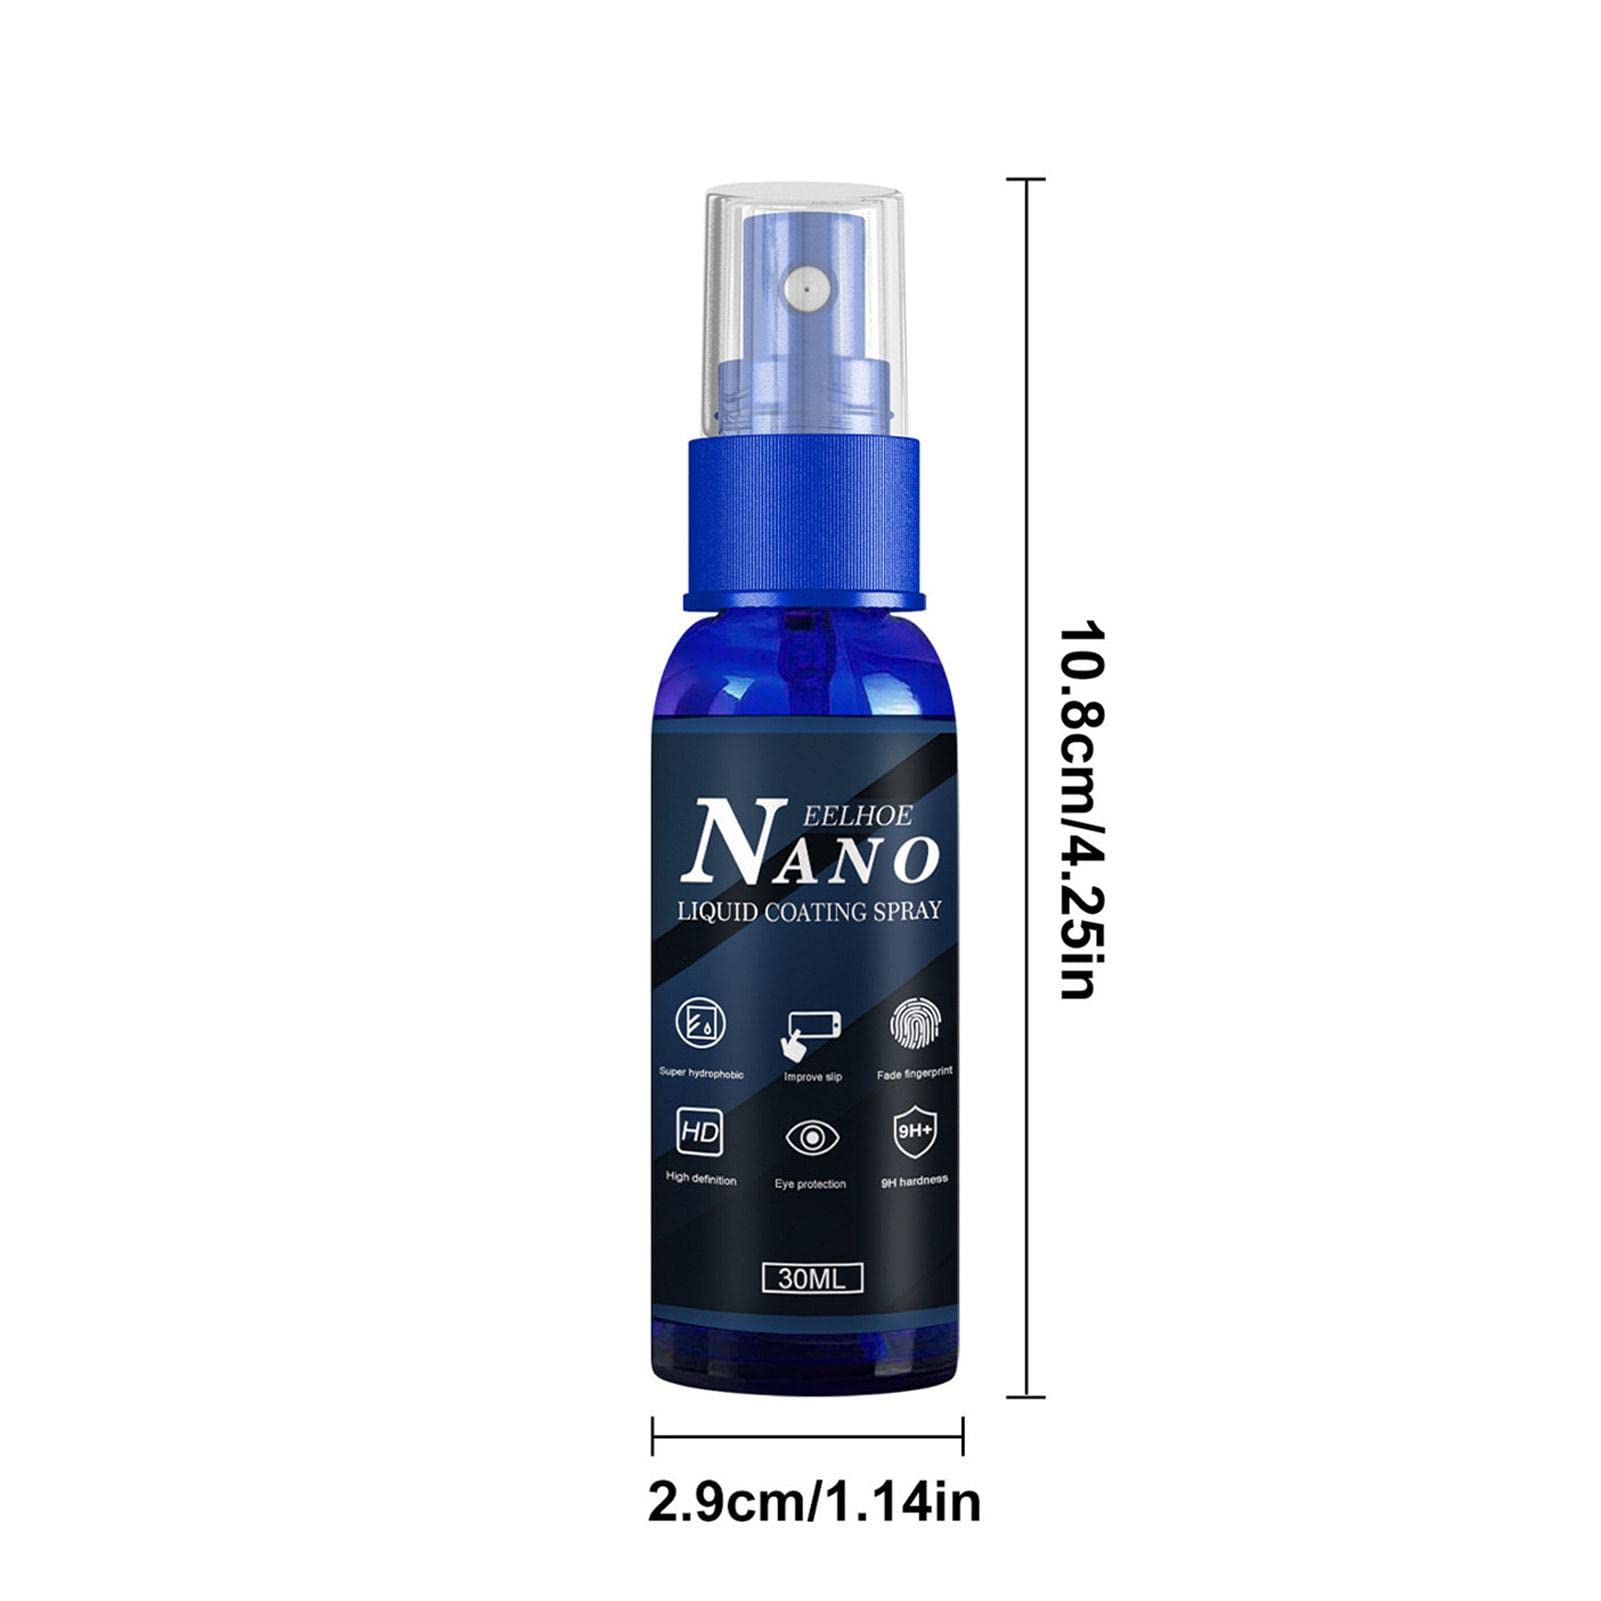 EELHOE
NANO
LIQUID COATING SPRAY
Super hydrophobic
Improve slip
Fade fingerprint
HD
9H+
High definition
Eye protection
9H hardness
30ML
10.8cm/4.25in
2.9cm/1.14in